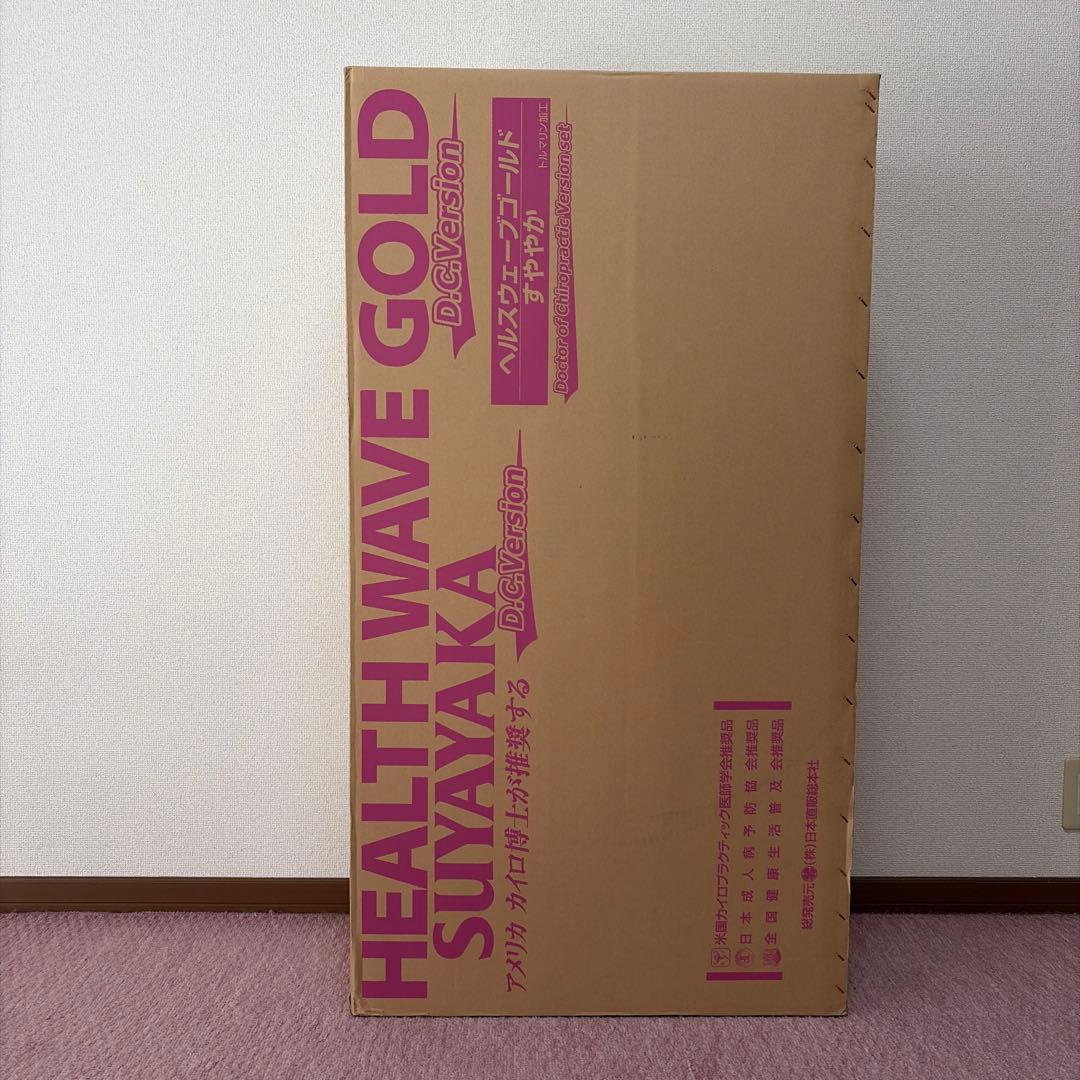 HEALTH WAVE GOLD
D.C.Version
SUYAYAKA
D.C.Version
アメリカ カイロ博士が推奨する
ヘルスウェーブゴールド
すややか
トルマリン加工
Doctor of Chiropractic Version set
米国カイロプラクティック医師学会推奨品
日本成人病予防協会推奨品
全国健康生活普及会推奨品
総発売元 (株)日本直販総本社